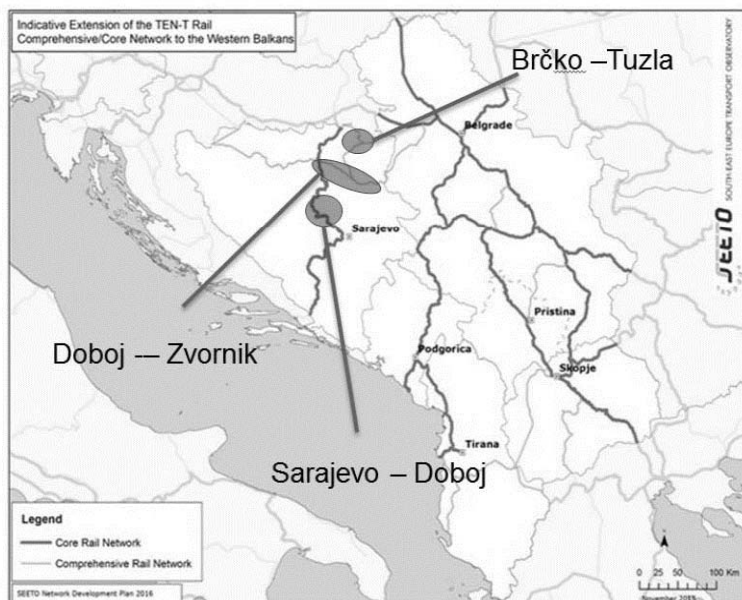 Indicative Extension of the TEN-T Rail
Comprehensive/Core Network to the Western Balkans
Brčko –Tuzla
Belgrade
SOUTH EAST EUROPE TRANSPORT OBSERVATORY
SEETO
Sarajevo
Pristina
Doboj -– Zvornik
Podgorica
Skopje
Tirana
Sarajevo – Doboj
Legend
Core Rail Network
Comprehensive Rail Network
0 25 50 100 Km
SEETO Network Development Plan 2016